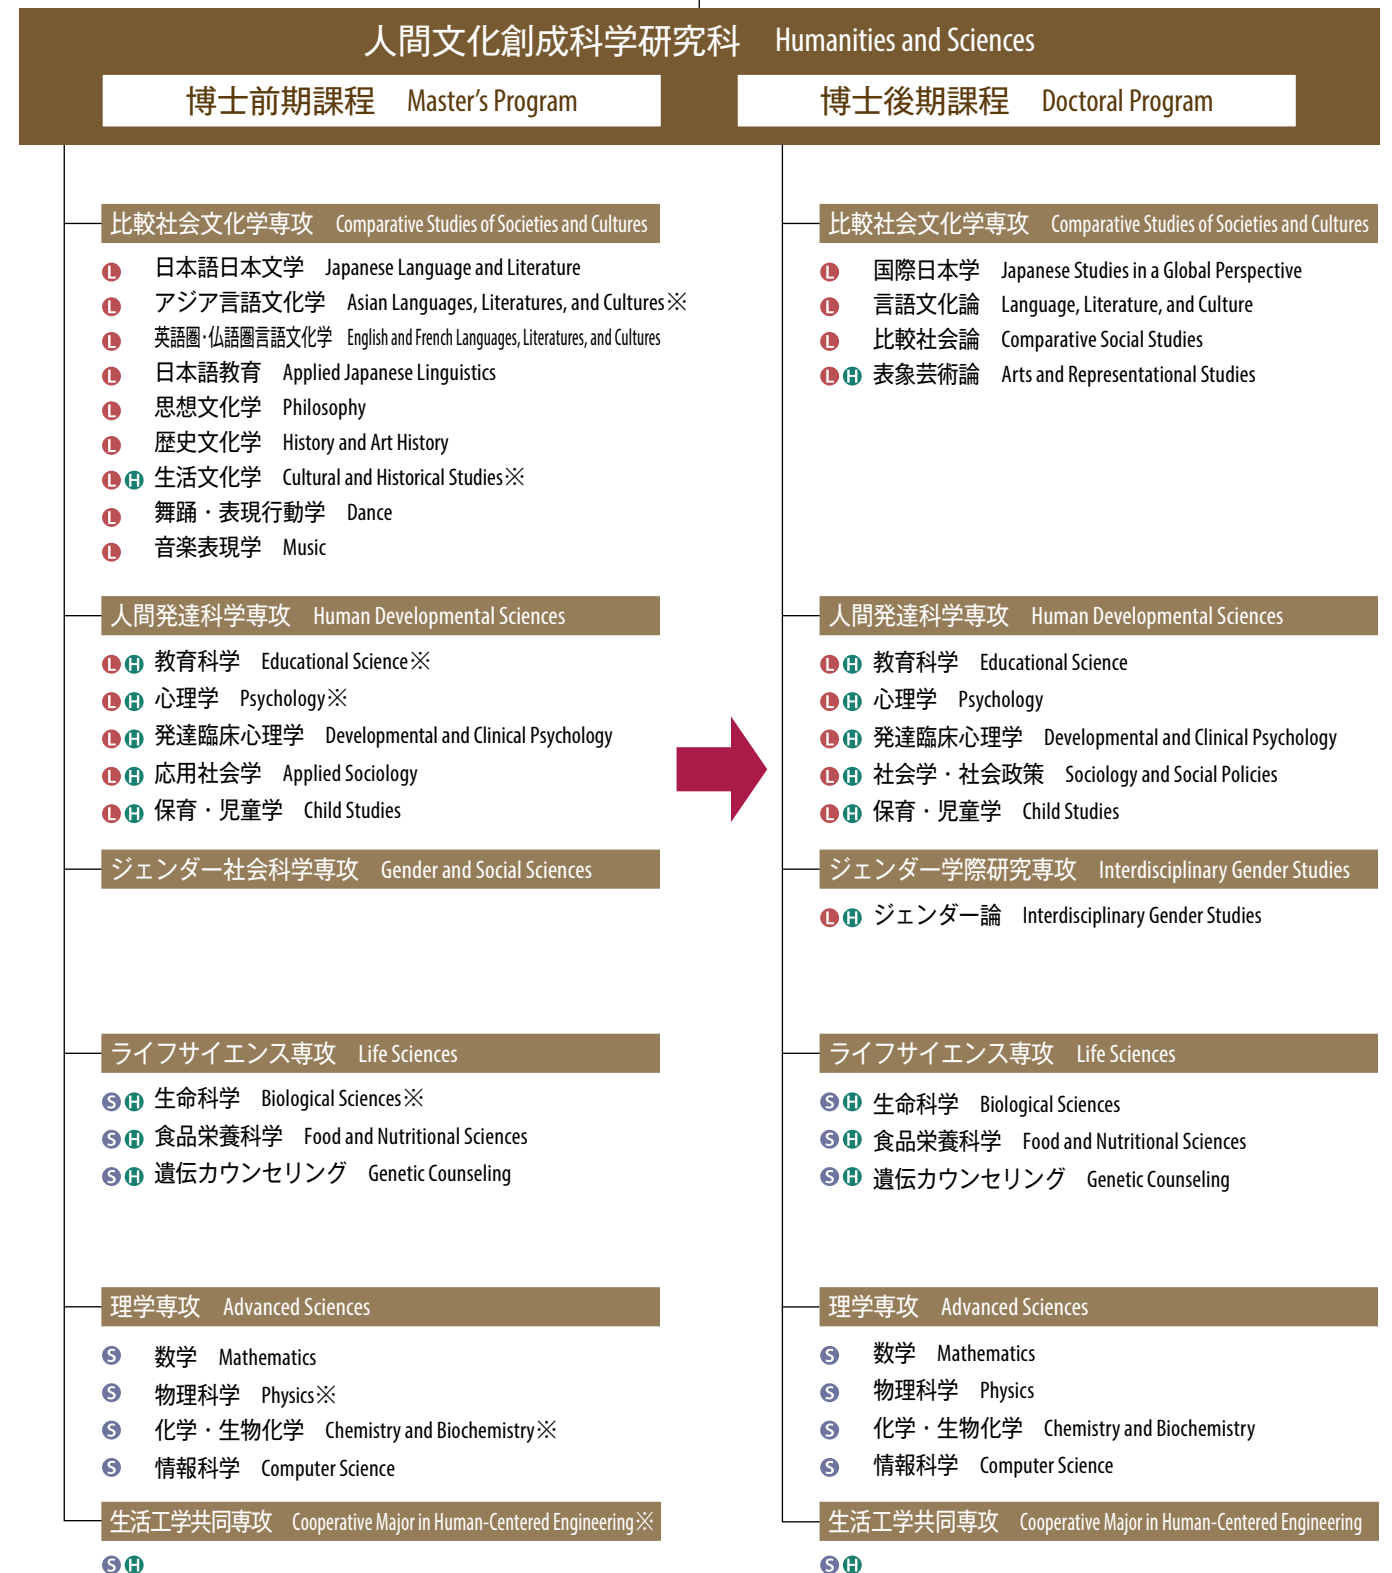 人間文化創成科学研究科 Humanities and Sciences
博士前期課程 Master's Program
比較社会文化学専攻 Comparative Studies of Societies and Cultures
L 日本語日本文学 Japanese Language and Literature
L アジア言語文化学 Asian Languages, Literatures, and Cultures※
L 英語圏・仏語圏言語文化学 English and French Languages, Literatures, and Cultures
L 日本語教育 Applied Japanese Linguistics
L 思想文化学 Philosophy
L 歴史文化学 History and Art History
L H 生活文化学 Cultural and Historical Studies※
L 舞踊・表現行動学 Dance
L 音楽表現学 Music
人間発達科学専攻 Human Developmental Sciences
L H 教育科学 Educational Science※
L H 心理学 Psychology※
L H 発達臨床心理学 Developmental and Clinical Psychology
L H 応用社会学 Applied Sociology
L H 保育・児童学 Child Studies
ジェンダー社会科学専攻 Gender and Social Sciences
ライフサイエンス専攻 Life Sciences
S H 生命科学 Biological Sciences※
S H 食品栄養科学 Food and Nutritional Sciences
S H 遺伝カウンセリング Genetic Counseling
理学専攻 Advanced Sciences
S 数学 Mathematics
S 物理科学 Physics※
S 化学・生物化学 Chemistry and Biochemistry※
S 情報科学 Computer Science
生活工学共同専攻 Cooperative Major in Human-Centered Engineering※
S H
博士後期課程 Doctoral Program
比較社会文化学専攻 Comparative Studies of Societies and Cultures
L 国際日本学 Japanese Studies in a Global Perspective
L 言語文化論 Language, Literature, and Culture
L 比較社会論 Comparative Social Studies
L H 表象芸術論 Arts and Representational Studies
人間発達科学専攻 Human Developmental Sciences
L H 教育科学 Educational Science
L H 心理学 Psychology
L H 発達臨床心理学 Developmental and Clinical Psychology
L H 社会学・社会政策 Sociology and Social Policies
L H 保育・児童学 Child Studies
ジェンダー学際研究専攻 Interdisciplinary Gender Studies
L H ジェンダー論 Interdisciplinary Gender Studies
ライフサイエンス専攻 Life Sciences
S H 生命科学 Biological Sciences
S H 食品栄養科学 Food and Nutritional Sciences
S H 遺伝カウンセリング Genetic Counseling
理学専攻 Advanced Sciences
S 数学 Mathematics
S 物理科学 Physics
S 化学・生物化学 Chemistry and Biochemistry
S 情報科学 Computer Science
生活工学共同専攻 Cooperative Major in Human-Centered Engineering
S H